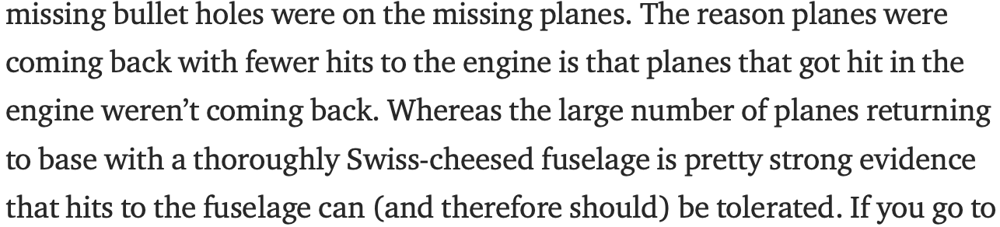 missing bullet holes were on the missing planes. The reason planes were
coming back with fewer hits to the engine is that planes that got hit in the
engine weren’t coming back. Whereas the large number of planes returning
to base with a thoroughly Swiss-cheesed fuselage is pretty strong evidence
that hits to the fuselage can (and therefore should) be tolerated. If you go to